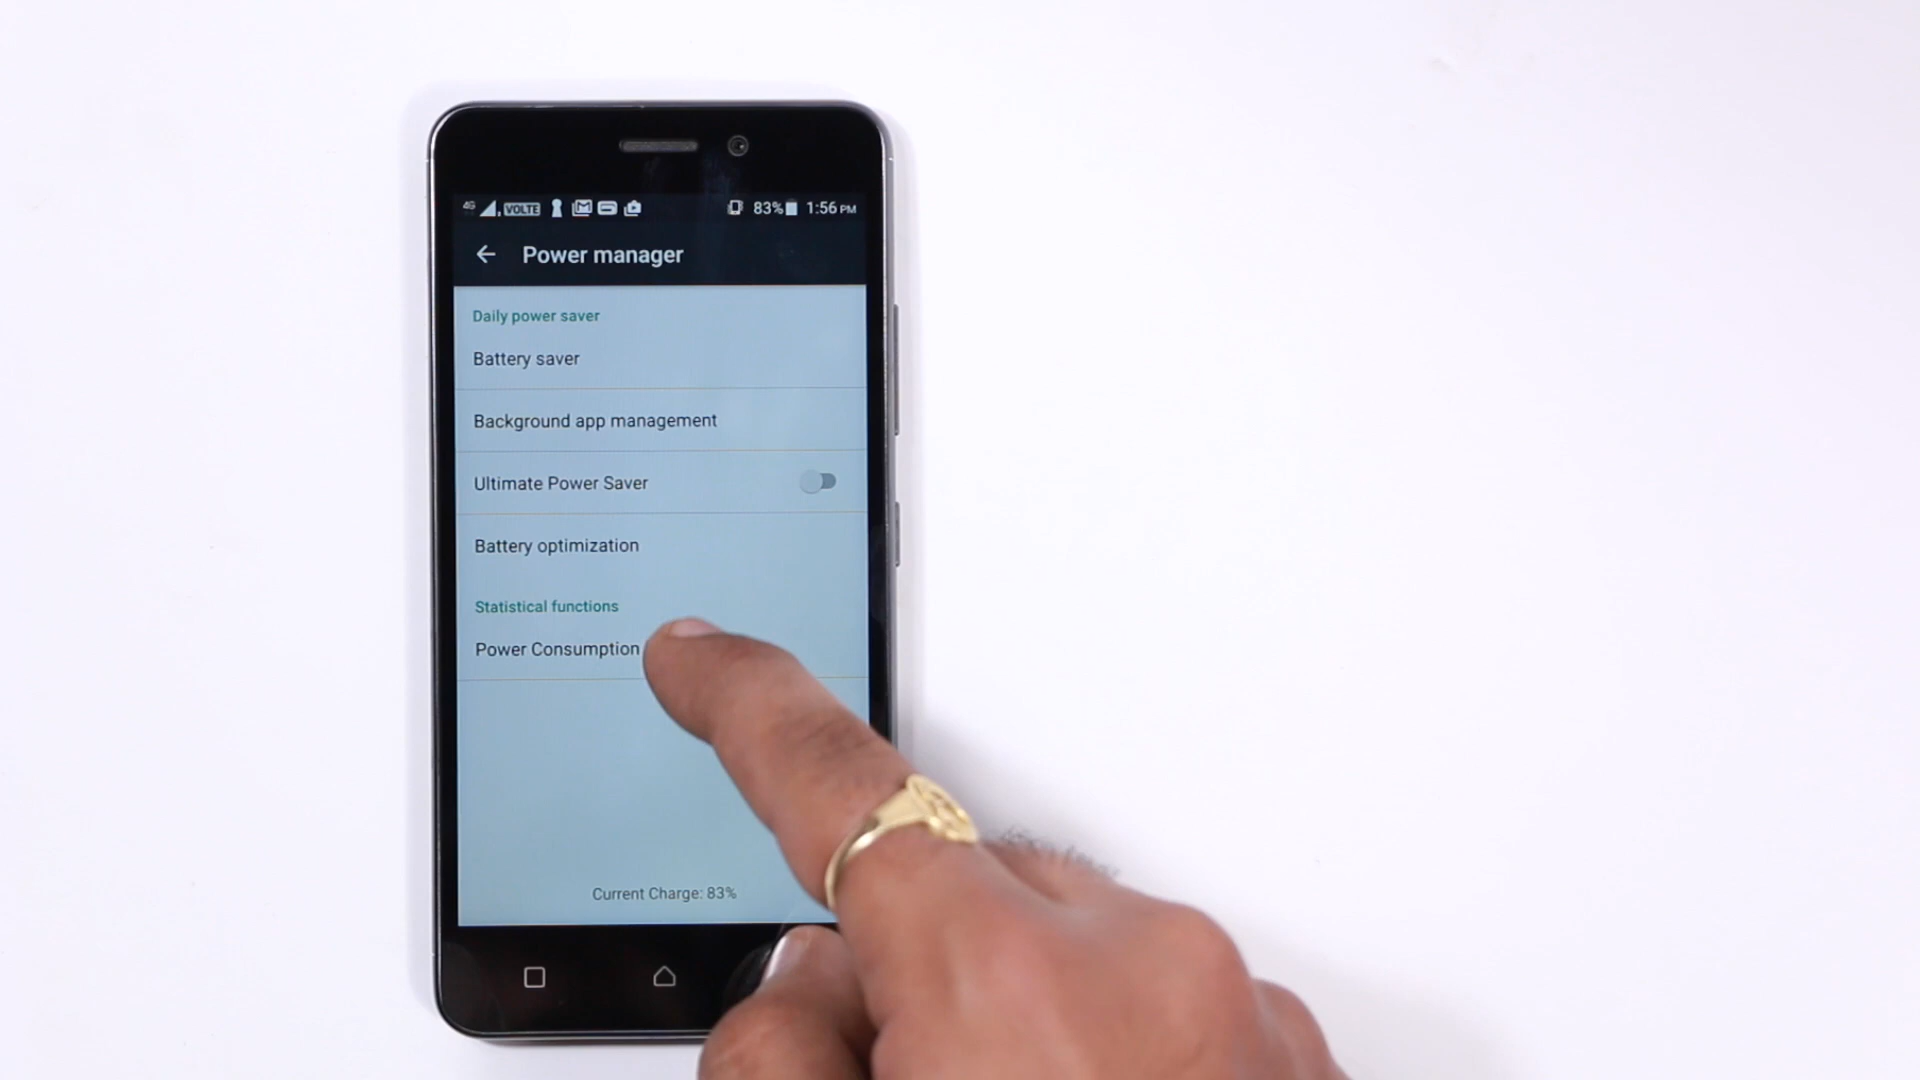 4G VOLTE 83% 1:56 PM
Power manager
Daily power saver
Battery saver
Background app management
Ultimate Power Saver
Battery optimization
Statistical functions
Power Consumption
Current Charge: 83%